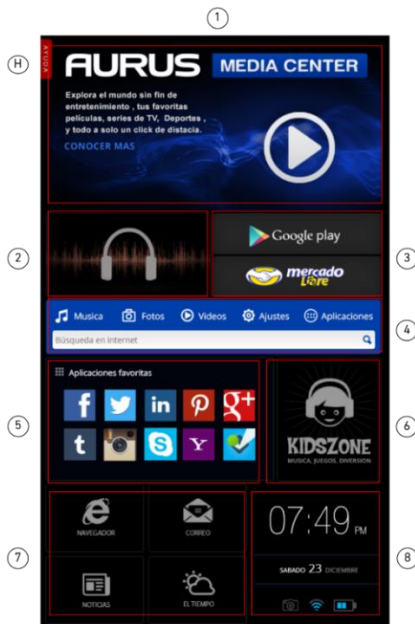 1
H
AYUDA
AURUS MEDIA CENTER
Explora el mundo sin fin de
entretenimiento , tus favoritas
películas, series de TV, Deportes ,
y todo a solo un click de distacia.
CONOCER MAS
2
Google play
mercado
Libre
3
Musica Fotos Videos Ajustes Aplicaciones
Búsqueda en internet
4
5
Aplicaciones favoritas
f in p g+
t S Y
KIDSZONE
MUSICA, JUEGOS, DIVERSION
6
7
NAVEGADOR CORREO
NOTICIAS EL TIEMPO
07:49 PM
SABADO 23 DICIEMBRE
8